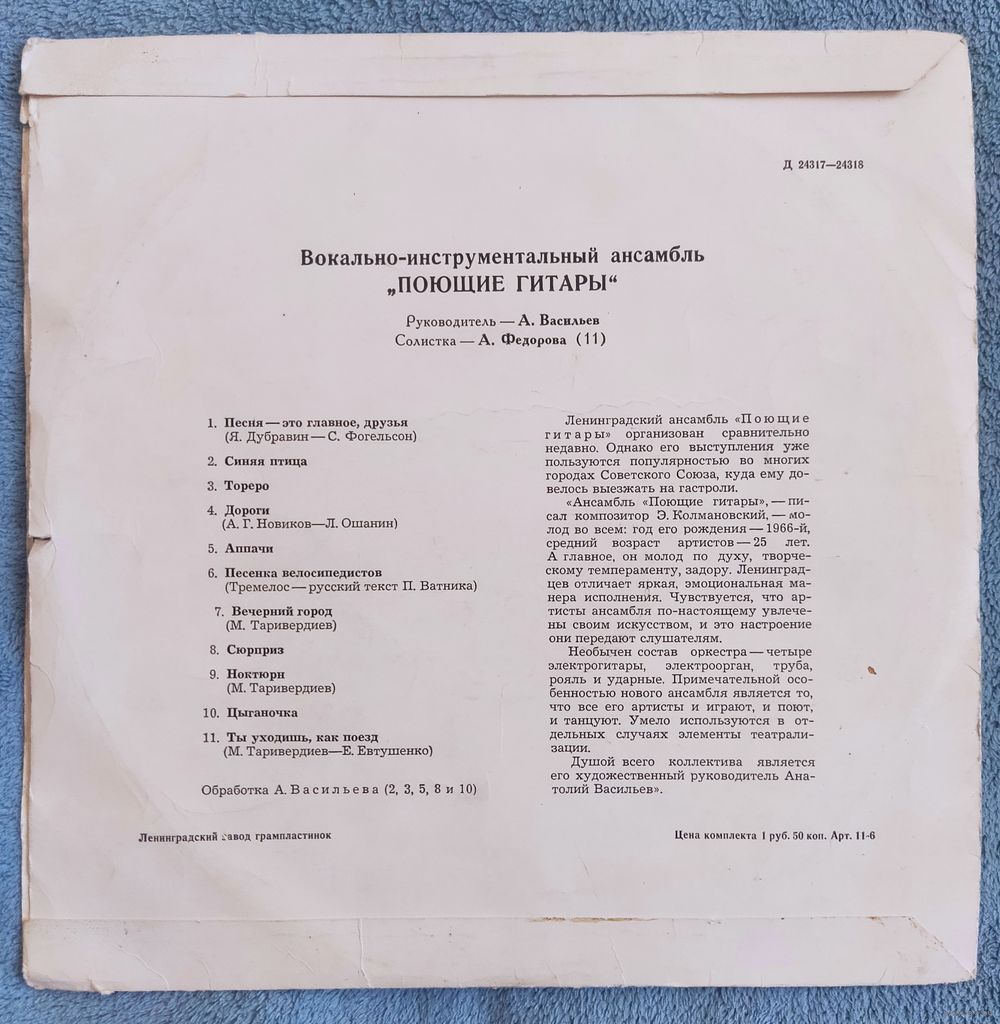 Д 24317—24318
Вокально-инструментальный ансамбль
„ПОЮЩИЕ ГИТАРЫ“
Руководитель — А. Васильев
Солистка — А. Федорова (11)
1. Песня — это главное, друзья
(Я. Дубравин — С. Фогельсон)
2. Синяя птица
3. Тореро
4. Дороги
(А. Г. Новиков—Л. Ошанин)
5. Аппачи
6. Песенка велосипедистов
(Тремелос — русский текст П. Ватника)
7. Вечерний город
(М. Таривердиев)
8. Сюрприз
9. Ноктюрн
(М. Таривердиев)
10. Цыганочка
11. Ты уходишь, как поезд
(М. Таривердиев—Е. Евтушенко)
Обработка А. Васильева (2, 3, 5, 8 и 10)
Ленинградский ансамбль «Поющие
гитары» организован сравнительно
недавно. Однако его выступления уже
пользуются популярностью во многих
городах Советского Союза, куда ему до-
велось выезжать на гастроли.
«Ансамбль «Поющие гитары», — пи-
сал композитор Э. Колмановский, — мо-
лод во всем: год его рождения — 1966-й,
средний возраст артистов — 25 лет.
А главное, он молод по духу, творче-
скому темпераменту, задору. Ленинград-
цев отличает яркая, эмоциональная ма-
нера исполнения. Чувствуется, что ар-
тисты ансамбля по-настоящему увлече-
ны своим искусством, и это настроение
они передают слушателям.
Необычен состав оркестра — четыре
электрогитары, электроорган, труба,
рояль и ударные. Примечательной осо-
бенностью нового ансамбля является то,
что все его артисты и играют, и поют,
и танцуют. Умело используются в от-
дельных случаях элементы театрали-
зации.
Душой всего коллектива является
его художественный руководитель Ана-
толий Васильев».
Ленинградский завод грампластинок
Цена комплекта 1 руб. 50 коп. Арт. 11-6